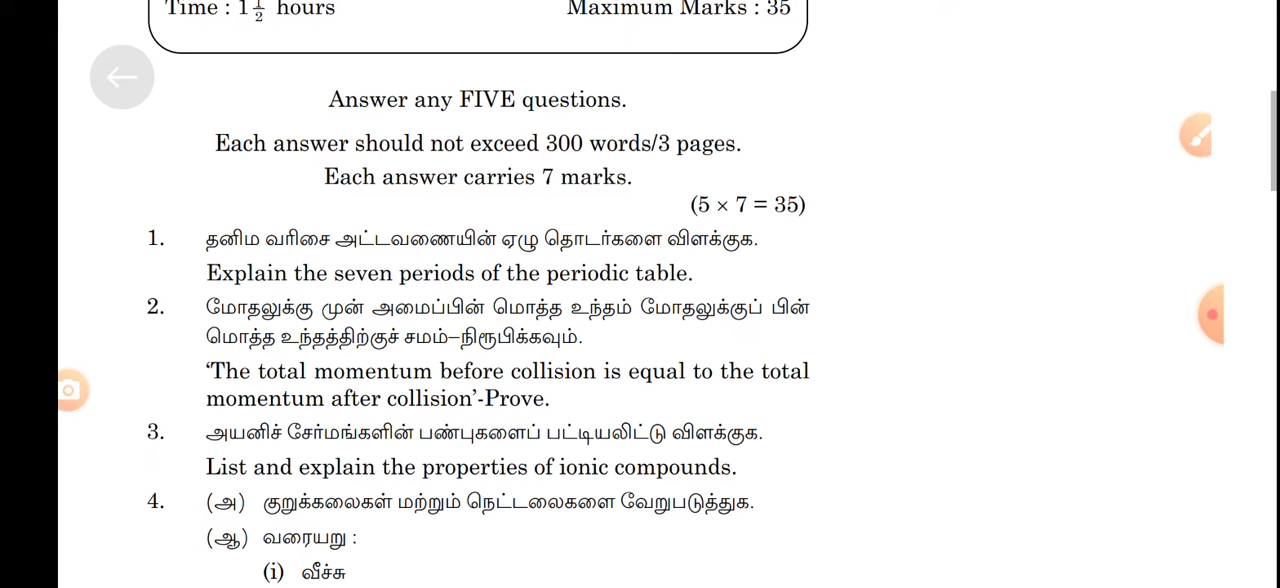 Time : 1 1/2 hours Maximum Marks : 35
Answer any FIVE questions.
Each answer should not exceed 300 words/3 pages.
Each answer carries 7 marks.
(5 × 7 = 35)
1. தனிம வரிசை அட்டவணையின் ஏழு தொடர்களை விளக்குக.
Explain the seven periods of the periodic table.
2. மோதலுக்கு முன் அமைப்பின் மொத்த உந்தம் மோதலுக்குப் பின்
மொத்த உந்தத்திற்குச் சமம்–நிரூபிக்கவும்.
‘The total momentum before collision is equal to the total
momentum after collision’-Prove.
3. அயனிச் சேர்மங்களின் பண்புகளைப் பட்டியலிட்டு விளக்குக.
List and explain the properties of ionic compounds.
4. (அ) குறுக்கலைகள் மற்றும் நெட்டலைகளை வேறுபடுத்துக.
(ஆ) வரையறு :
(i) வீச்சு